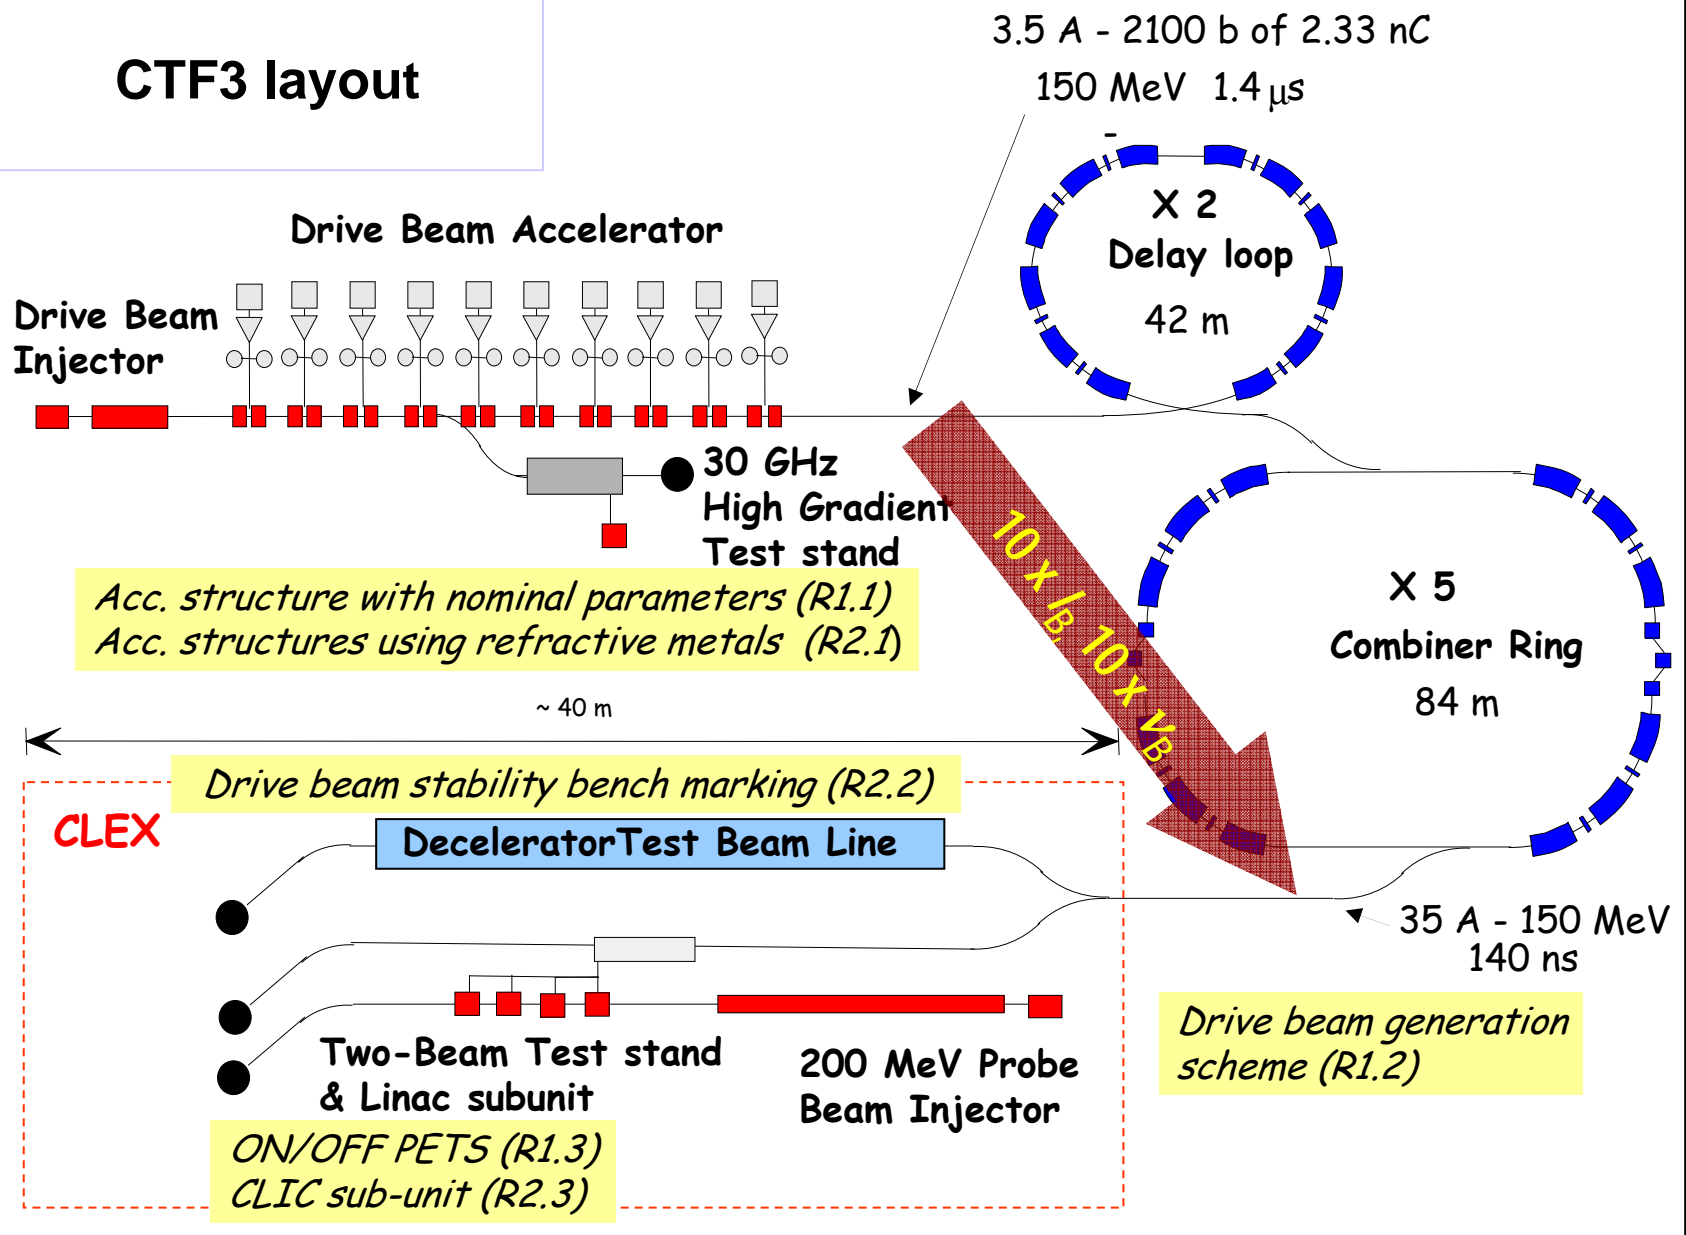 CTF3 layout
3.5 A - 2100 b of 2.33 nC
150 MeV 1.4 μs
-
X 2
Delay loop
42 m
Drive Beam Accelerator
Drive Beam
Injector
30 GHz
High Gradient
Test stand
10 x I_B, 10 x ν_B
X 5
Combiner Ring
84 m
Acc. structure with nominal parameters (R1.1)
Acc. structures using refractive metals (R2.1)
~ 40 m
Drive beam stability bench marking (R2.2)
CLEX
DeceleratorTest Beam Line
35 A - 150 MeV
140 ns
Drive beam generation
scheme (R1.2)
Two-Beam Test stand
& Linac subunit
200 MeV Probe
Beam Injector
ON/OFF PETS (R1.3)
CLIC sub-unit (R2.3)